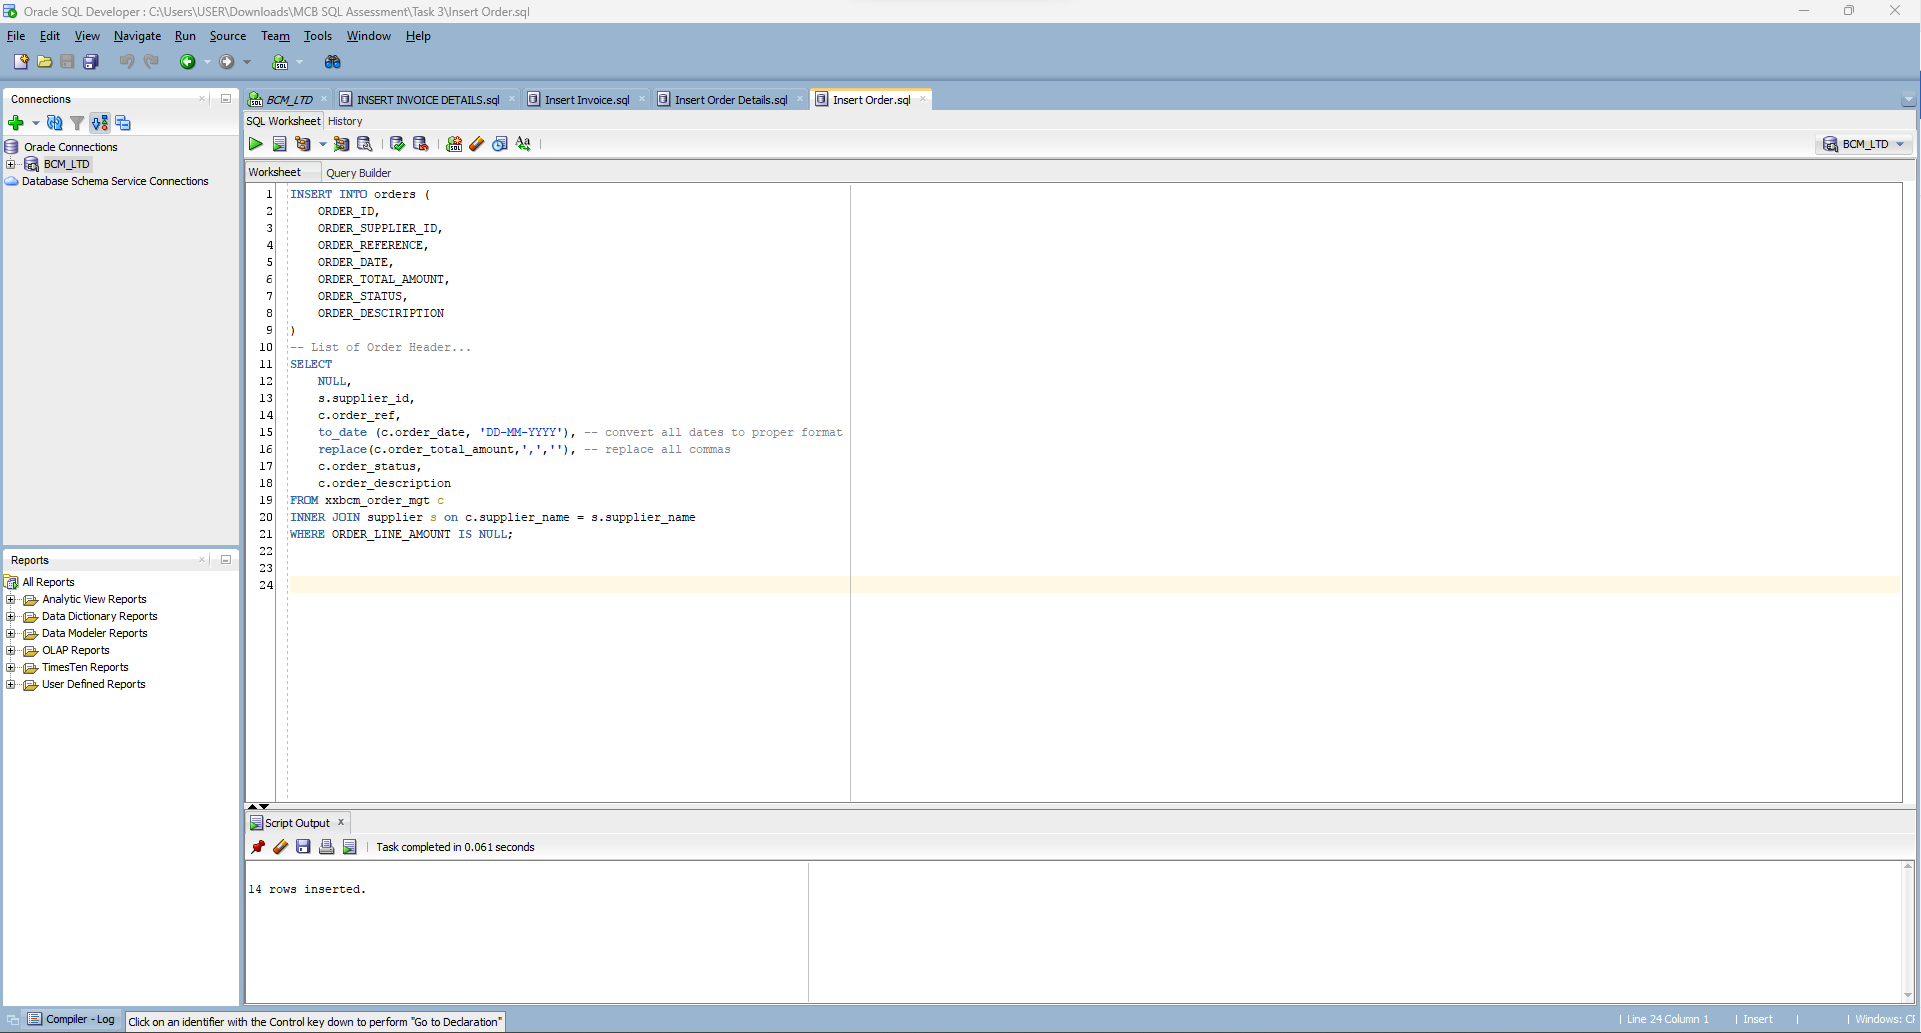 Oracle SQL Developer : C:\Users\USER\Downloads\MCB SQL Assessment\Task 3\Insert Order.sql
File Edit View Navigate Run Source Team Tools Window Help
Connections
Oracle Connections
BCM_LTD
Database Schema Service Connections
Reports
All Reports
Analytic View Reports
Data Dictionary Reports
Data Modeler Reports
OLAP Reports
TimesTen Reports
User Defined Reports
BCM_LTD INSERT INVOICE DETAILS.sql Insert Invoice.sql Insert Order Details.sql Insert Order.sql
SQL Worksheet History
BCM_LTD
Worksheet Query Builder
1 INSERT INTO orders (
2 ORDER_ID,
3 ORDER_SUPPLIER_ID,
4 ORDER_REFERENCE,
5 ORDER_DATE,
6 ORDER_TOTAL_AMOUNT,
7 ORDER_STATUS,
8 ORDER_DESCIRIPTION
9 )
10 -- List of Order Header...
11 SELECT
12 NULL,
13 s.supplier_id,
14 c.order_ref,
15 to_date (c.order_date, 'DD-MM-YYYY'), -- convert all dates to proper format
16 replace(c.order_total_amount,',',''), -- replace all commas
17 c.order_status,
18 c.order_description
19 FROM xxbcm_order_mgt c
20 INNER JOIN supplier s on c.supplier_name = s.supplier_name
21 WHERE ORDER_LINE_AMOUNT IS NULL;
22
23
24
Script Output
Task completed in 0.061 seconds
14 rows inserted.
Compiler - Log
Click on an identifier with the Control key down to perform "Go to Declaration"
Line 24 Column 1 Insert Windows: CF